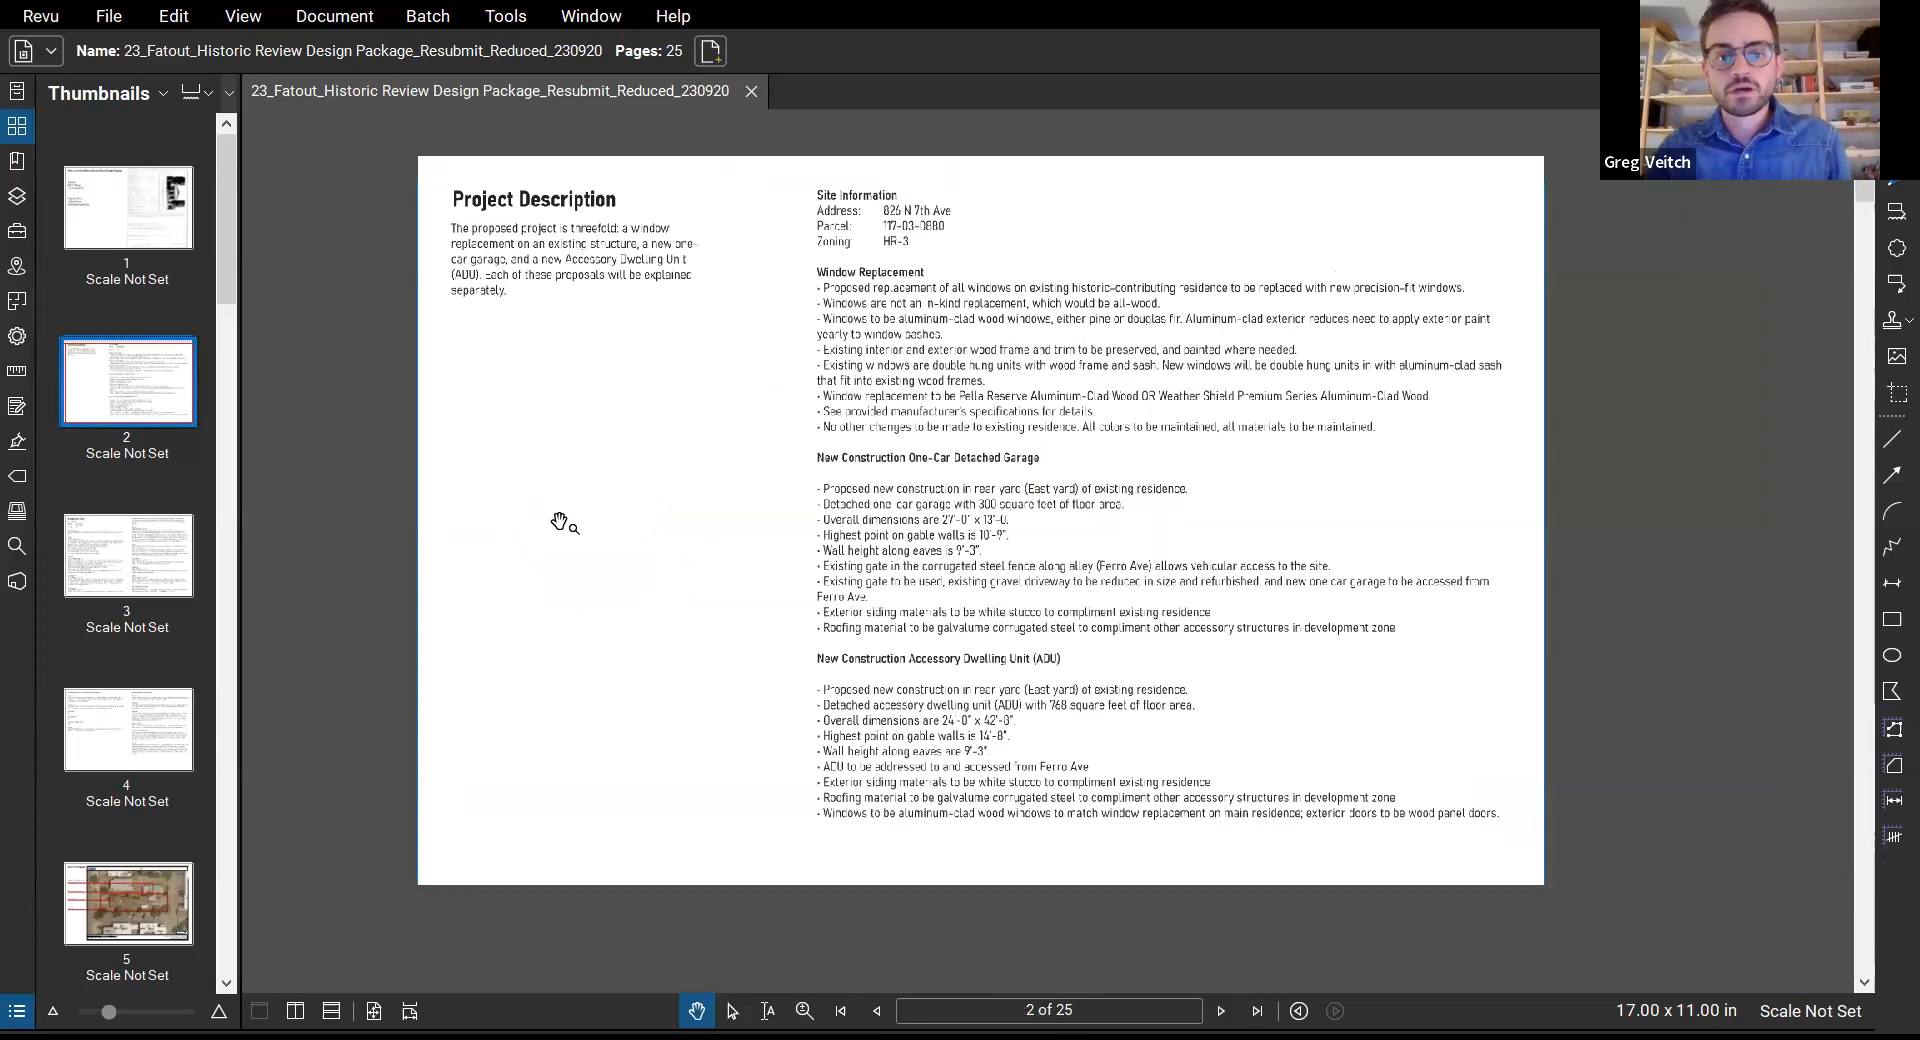 Revu File Edit View Document Batch Tools Window Help
Name: 23_Fatout_Historic Review Design Package_Resubmit_Reduced_230920 Pages: 25
Thumbnails
23_Fatout_Historic Review Design Package_Resubmit_Reduced_230920
Greg Veitch
1
Scale Not Set
2
Scale Not Set
3
Scale Not Set
4
Scale Not Set
5
Scale Not Set
Project Description
The proposed project is threefold: a window
replacement on an existing structure, a new one-
car garage, and a new Accessory Dwelling Unit
(ADU). Each of these proposals will be explained
separately.
Site Information
Address: 826 N 7th Ave
Parcel: 117-03-0880
Zoning: HR-3
Window Replacement
- Proposed replacement of all windows on existing historic-contributing residence to be replaced with new precision-fit windows.
- Windows are not an in-kind replacement, which would be all-wood.
- Windows to be aluminum-clad wood windows, either pine or douglas fir. Aluminum-clad exterior reduces need to apply exterior paint
yearly to window sashes.
- Existing interior and exterior wood frame and trim to be preserved, and painted where needed.
- Existing windows are double hung units with wood frame and sash. New windows will be double hung units in with aluminum-clad sash
that fit into existing wood frames.
- Window replacement to be Pella Reserve Aluminum-Clad Wood OR Weather Shield Premium Series Aluminum-Clad Wood.
- See provided manufacturer's specifications for details.
- No other changes to be made to existing residence. All colors to be maintained, all materials to be maintained.
New Construction One-Car Detached Garage
- Proposed new construction in rear yard (East yard) of existing residence.
- Detached one-car garage with 300 square feet of floor area.
- Overall dimensions are 27'-0" x 13'-0.
- Highest point on gable walls is 10'-9".
- Wall height along eaves is 9'-3".
- Existing gate in the corrugated steel fence along alley (Ferro Ave) allows vehicular access to the site.
- Existing gate to be used, existing gravel driveway to be reduced in size and refurbished, and new one car garage to be accessed from
Ferro Ave.
- Exterior siding materials to be white stucco to compliment existing residence
- Roofing material to be galvalume corrugated steel to compliment other accessory structures in development zone
New Construction Accessory Dwelling Unit (ADU)
- Proposed new construction in rear yard (East yard) of existing residence.
- Detached accessory dwelling unit (ADU) with 768 square feet of floor area.
- Overall dimensions are 24'-0" x 42'-8".
- Highest point on gable walls is 14'-8".
- Wall height along eaves are 9'-3".
- ADU to be addressed to and accessed from Ferro Ave
- Exterior siding materials to be white stucco to compliment existing residence
- Roofing material to be galvalume corrugated steel to compliment other accessory structures in development zone
- Windows to be aluminum-clad wood windows to match window replacement on main residence; exterior doors to be wood panel doors.
2 of 25
17.00 x 11.00 in Scale Not Set